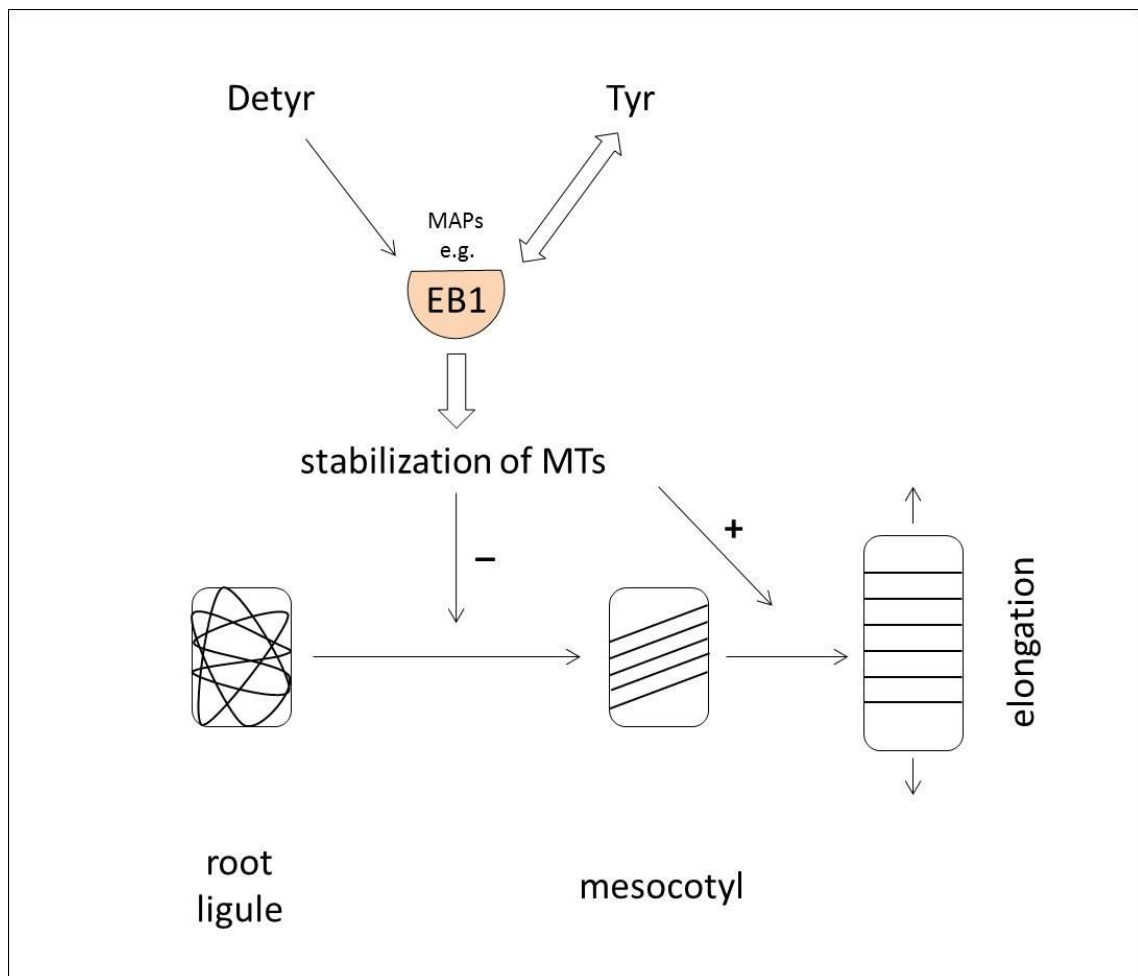 Detyr
Tyr
MAPs
e.g.
EB1
stabilization of MTs
+
–
elongation
root
ligule
mesocotyl